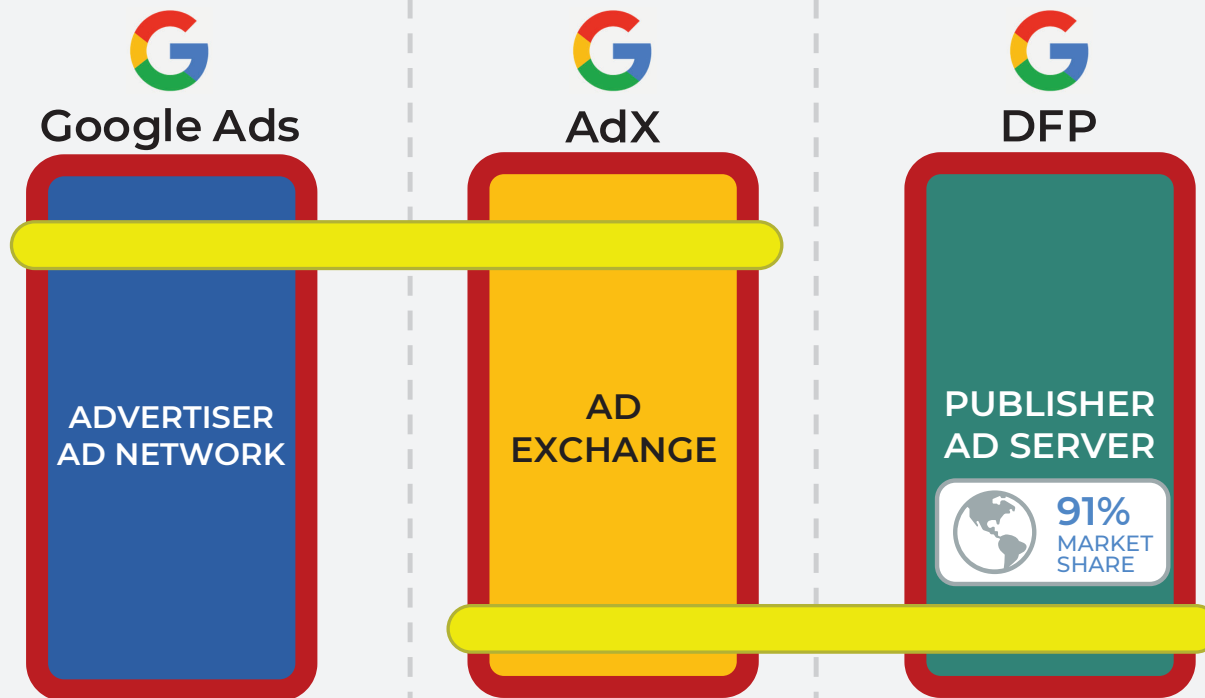 Google Ads
AdX
DFP
ADVERTISER
AD NETWORK
AD
EXCHANGE
PUBLISHER
AD SERVER
91%
MARKET
SHARE